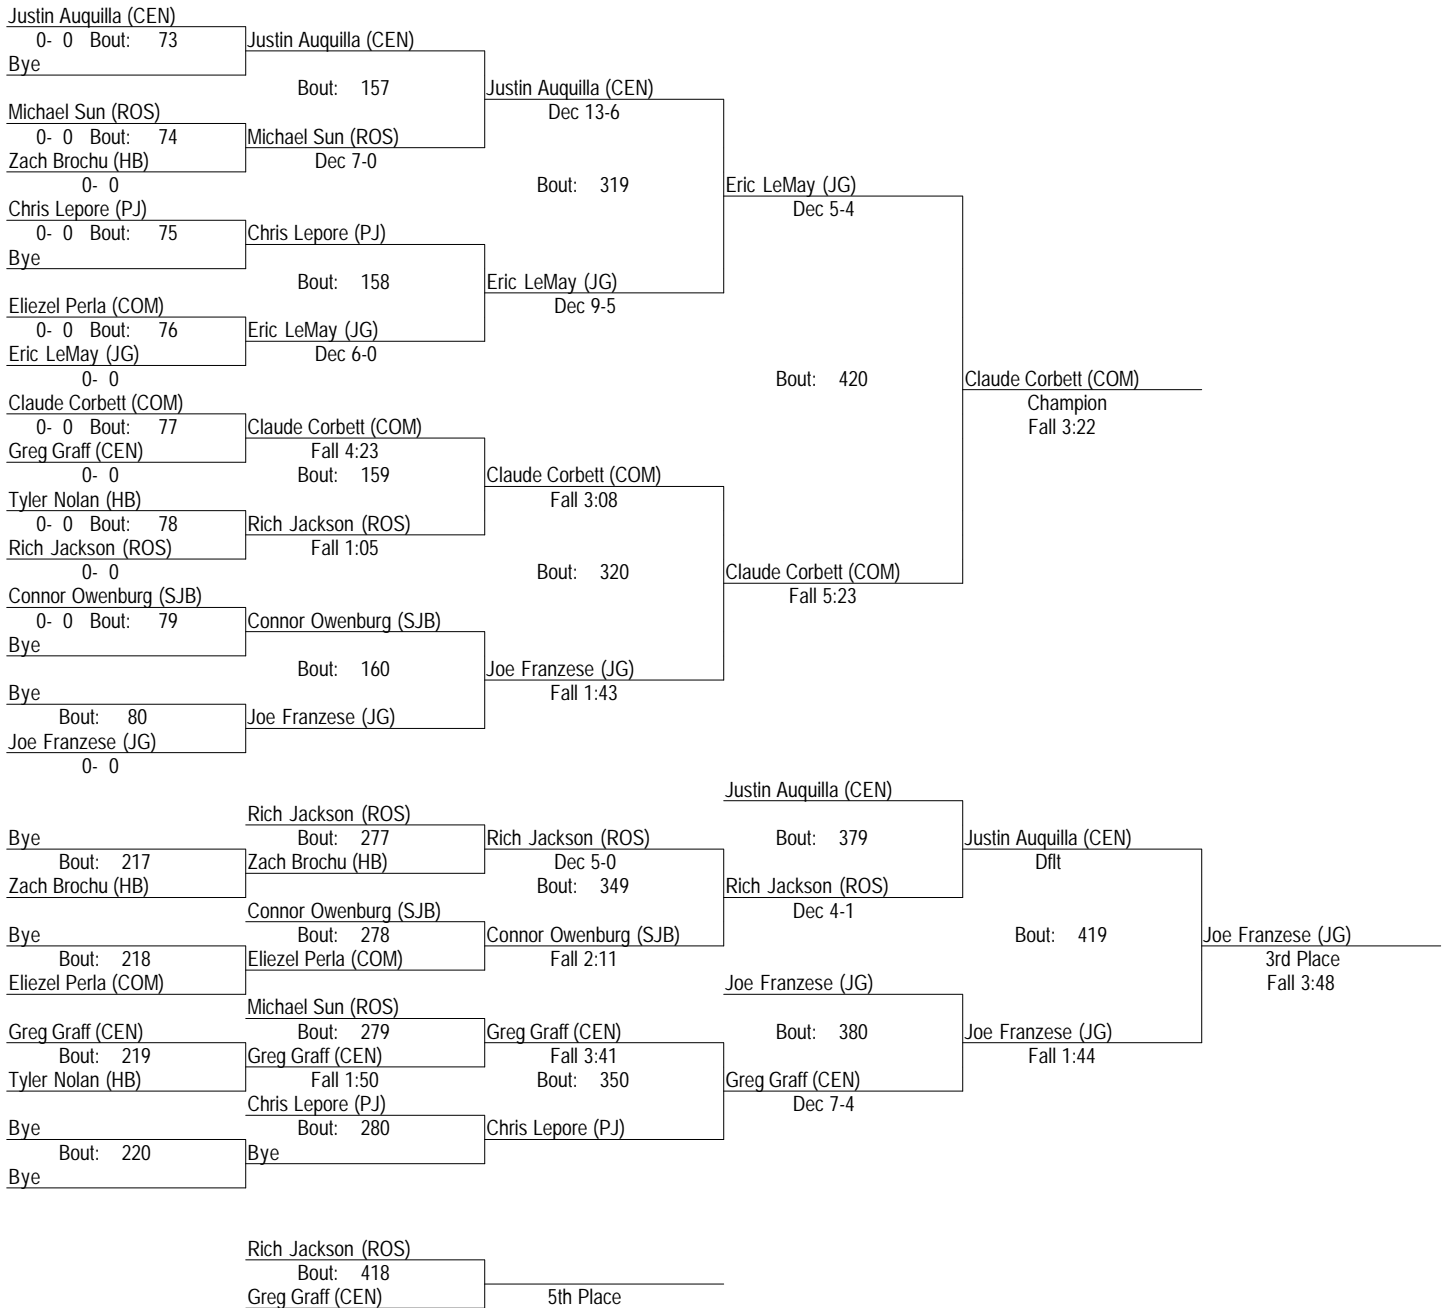 Justin Auquilla (CEN)
0- 0 Bout: 73
Justin Auquilla (CEN)
Bye
Bout: 157
Justin Auquilla (CEN)
Michael Sun (ROS)
Dec 13-6
0- 0 Bout: 74
Michael Sun (ROS)
Zach Brochu (HB)
Dec 7-0
0- 0
Bout: 319
Eric LeMay (JG)
Chris Lepore (PJ)
Dec 5-4
0- 0 Bout: 75
Chris Lepore (PJ)
Bye
Bout: 158
Eric LeMay (JG)
Eliezel Perla (COM)
Dec 9-5
0- 0 Bout: 76
Eric LeMay (JG)
Eric LeMay (JG)
Dec 6-0
0- 0
Bout: 420
Claude Corbett (COM)
Claude Corbett (COM)
Champion
0- 0 Bout: 77
Claude Corbett (COM)
Fall 3:22
Greg Graff (CEN)
Fall 4:23
0- 0
Bout: 159
Claude Corbett (COM)
Tyler Nolan (HB)
Fall 3:08
0- 0 Bout: 78
Rich Jackson (ROS)
Rich Jackson (ROS)
Fall 1:05
0- 0
Bout: 320
Claude Corbett (COM)
Connor Owenburg (SJB)
Fall 5:23
0- 0 Bout: 79
Connor Owenburg (SJB)
Bye
Bout: 160
Joe Franzese (JG)
Bye
Fall 1:43
Bout: 80
Joe Franzese (JG)
Joe Franzese (JG)
0- 0
Justin Auquilla (CEN)
Rich Jackson (ROS)
Bye
Bout: 277
Rich Jackson (ROS)
Bout: 379
Justin Auquilla (CEN)
Bout: 217
Zach Brochu (HB)
Dec 5-0
Dflt
Zach Brochu (HB)
Bout: 349
Rich Jackson (ROS)
Connor Owenburg (SJB)
Dec 4-1
Bye
Bout: 278
Connor Owenburg (SJB)
Bout: 419
Joe Franzese (JG)
Bout: 218
Eliezel Perla (COM)
Fall 2:11
3rd Place
Eliezel Perla (COM)
Joe Franzese (JG)
Fall 3:48
Michael Sun (ROS)
Greg Graff (CEN)
Bout: 279
Greg Graff (CEN)
Bout: 380
Joe Franzese (JG)
Bout: 219
Greg Graff (CEN)
Fall 3:41
Fall 1:44
Tyler Nolan (HB)
Fall 1:50
Bout: 350
Greg Graff (CEN)
Chris Lepore (PJ)
Dec 7-4
Bye
Bout: 280
Chris Lepore (PJ)
Bout: 220
Bye
Bye
Rich Jackson (ROS)
Bout: 418
Greg Graff (CEN)
5th Place